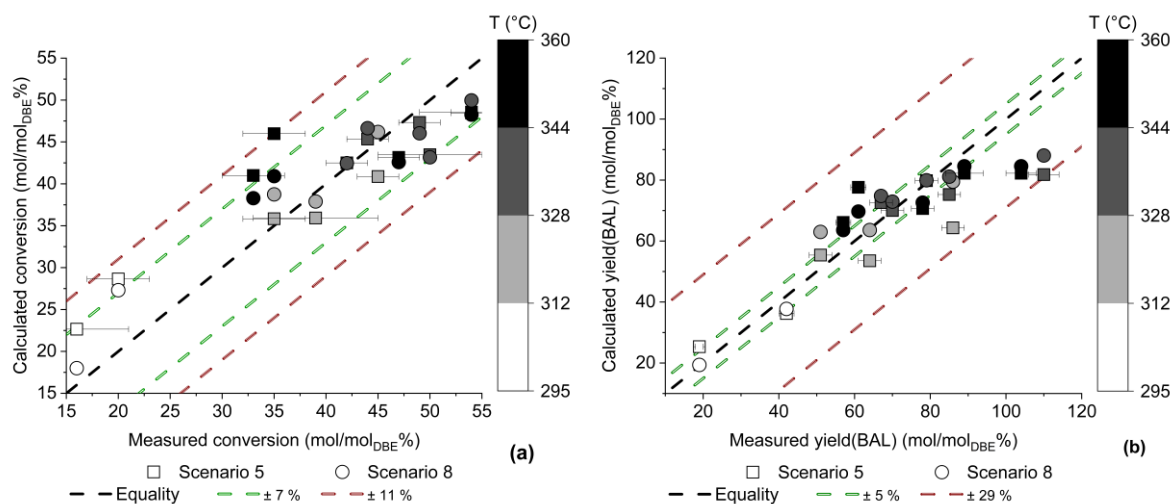 T (°C)
55
50
45
40
35
30
25
20
15
Calculated conversion (mol/mol_DBE%)
15 20 25 30 35 40 45 50 55
Measured conversion (mol/mol_DBE%)
(a)
360
344
328
312
295
Scenario 5 Scenario 8
Equality ± 7 % ± 11 %
T (°C)
120
100
80
60
40
20
Calculated yield(BAL) (mol/mol_DBE%)
20 40 60 80 100 120
Measured yield(BAL) (mol/mol_DBE%)
(b)
360
344
328
312
295
Scenario 5 Scenario 8
Equality ± 5 % ± 29 %